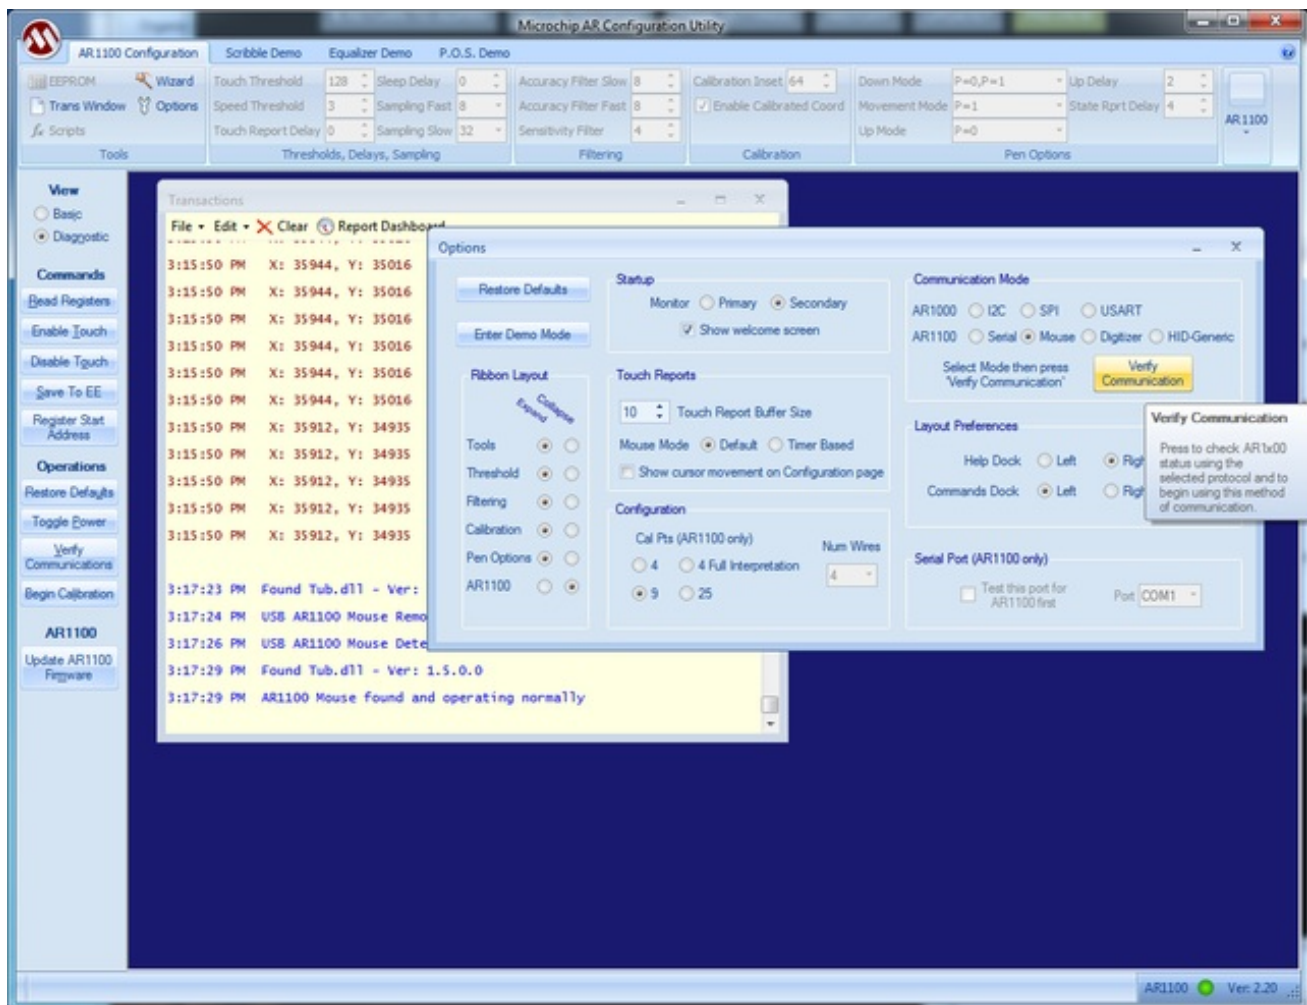 Microchip AR Configuration Utility
AR1100 Configuration Scribble Demo Equalizer Demo P.O.S. Demo
EEPROM Wizard Touch Threshold 128 Sleep Delay 0 Accuracy Filter Slow 8 Calibration Inset 64 Down Mode P=0,P=1 Up Delay 2
Trans Window Options Speed Threshold 3 Sampling Fast 8 Accuracy Filter Fast 8 Enable Calibrated Coord Movement Mode P=1 State Rprt Delay 4
AR1100
fx Scripts Touch Report Delay 0 Sampling Slow 32 Sensitivity Filter 4 Up Mode P=0
Tools Thresholds, Delays, Sampling Filtering Calibration Pen Options
View
Basic
Diagnostic
Commands
Read Registers
Enable Touch
Disable Touch
Save To EE
Register Start
Address
Operations
Restore Defaults
Toggle Power
Verify
Communications
Begin Calibration
AR1100
Update AR1100
Firmware
Transactions
File Edit Clear Report Dashboard
3:15:50 PM X: 35944, Y: 35016
3:15:50 PM X: 35944, Y: 35016
3:15:50 PM X: 35944, Y: 35016
3:15:50 PM X: 35944, Y: 35016
3:15:50 PM X: 35944, Y: 35016
3:15:50 PM X: 35944, Y: 35016
3:15:50 PM X: 35912, Y: 34935
3:15:50 PM X: 35912, Y: 34935
3:15:50 PM X: 35912, Y: 34935
3:15:50 PM X: 35912, Y: 34935
3:15:50 PM X: 35912, Y: 34935
3:17:23 PM Found Tub.dll - Ver:
3:17:24 PM USB AR1100 Mouse Remo
3:17:26 PM USB AR1100 Mouse Dete
3:17:29 PM Found Tub.dll - Ver: 1.5.0.0
3:17:29 PM AR1100 Mouse found and operating normally
Options
Restore Defaults
Enter Demo Mode
Ribbon Layout
Expand Collapse
Tools
Threshold
Filtering
Calibration
Pen Options
AR1100
Startup
Monitor Primary Secondary
Show welcome screen
Touch Reports
10 Touch Report Buffer Size
Mouse Mode Default Timer Based
Show cursor movement on Configuration page
Configuration
Cal Pts (AR1100 only) Num Wires
4 4 Full Interpretation
4
9 25
Communication Mode
AR1000 I2C SPI USART
AR1100 Serial Mouse Digitizer HID-Generic
Select Mode then press
'Verify Communication'
Verify
Communication
Layout Preferences
Help Dock Left Righ
Commands Dock Left Righ
Serial Port (AR1100 only)
Test this port for
AR1100 first
Port COM1
Verify Communication
Press to check AR1x00
status using the
selected protocol and to
begin using this method
of communication.
AR1100 Ver: 2.20